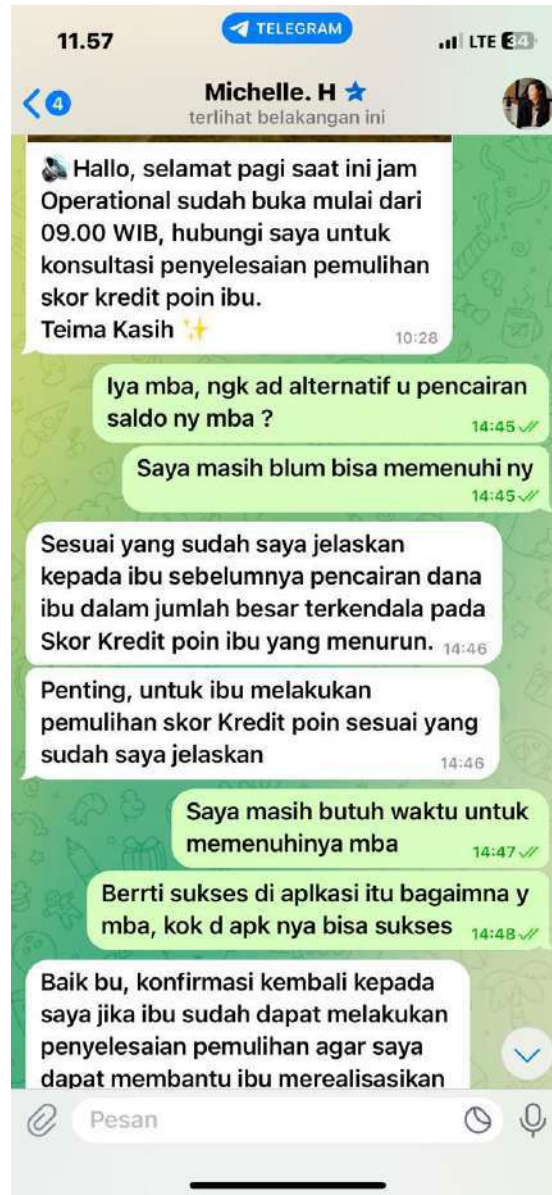 11.57
TELEGRAM
LTE 34
4
Michelle. H
terlihat belakangan ini
Hallo, selamat pagi saat ini jam
Operational sudah buka mulai dari
09.00 WIB, hubungi saya untuk
konsultasi penyelesaian pemulihan
skor kredit poin ibu.
Teima Kasih
10:28
Iya mba, ngk ad alternatif u pencairan
saldo ny mba ?
14:45
Saya masih blum bisa memenuhi ny
14:45
Sesuai yang sudah saya jelaskan
kepada ibu sebelumnya pencairan dana
ibu dalam jumlah besar terkendala pada
Skor Kredit poin ibu yang menurun. 14:46
Penting, untuk ibu melakukan
pemulihan skor Kredit poin sesuai yang
sudah saya jelaskan
14:46
Saya masih butuh waktu untuk
memenuhinya mba
14:47
Berrti sukses di aplkasi itu bagaimna y
mba, kok d apk nya bisa sukses 14:48
Baik bu, konfirmasi kembali kepada
saya jika ibu sudah dapat melakukan
penyelesaian pemulihan agar saya
dapat membantu ibu merealisasikan
Pesan